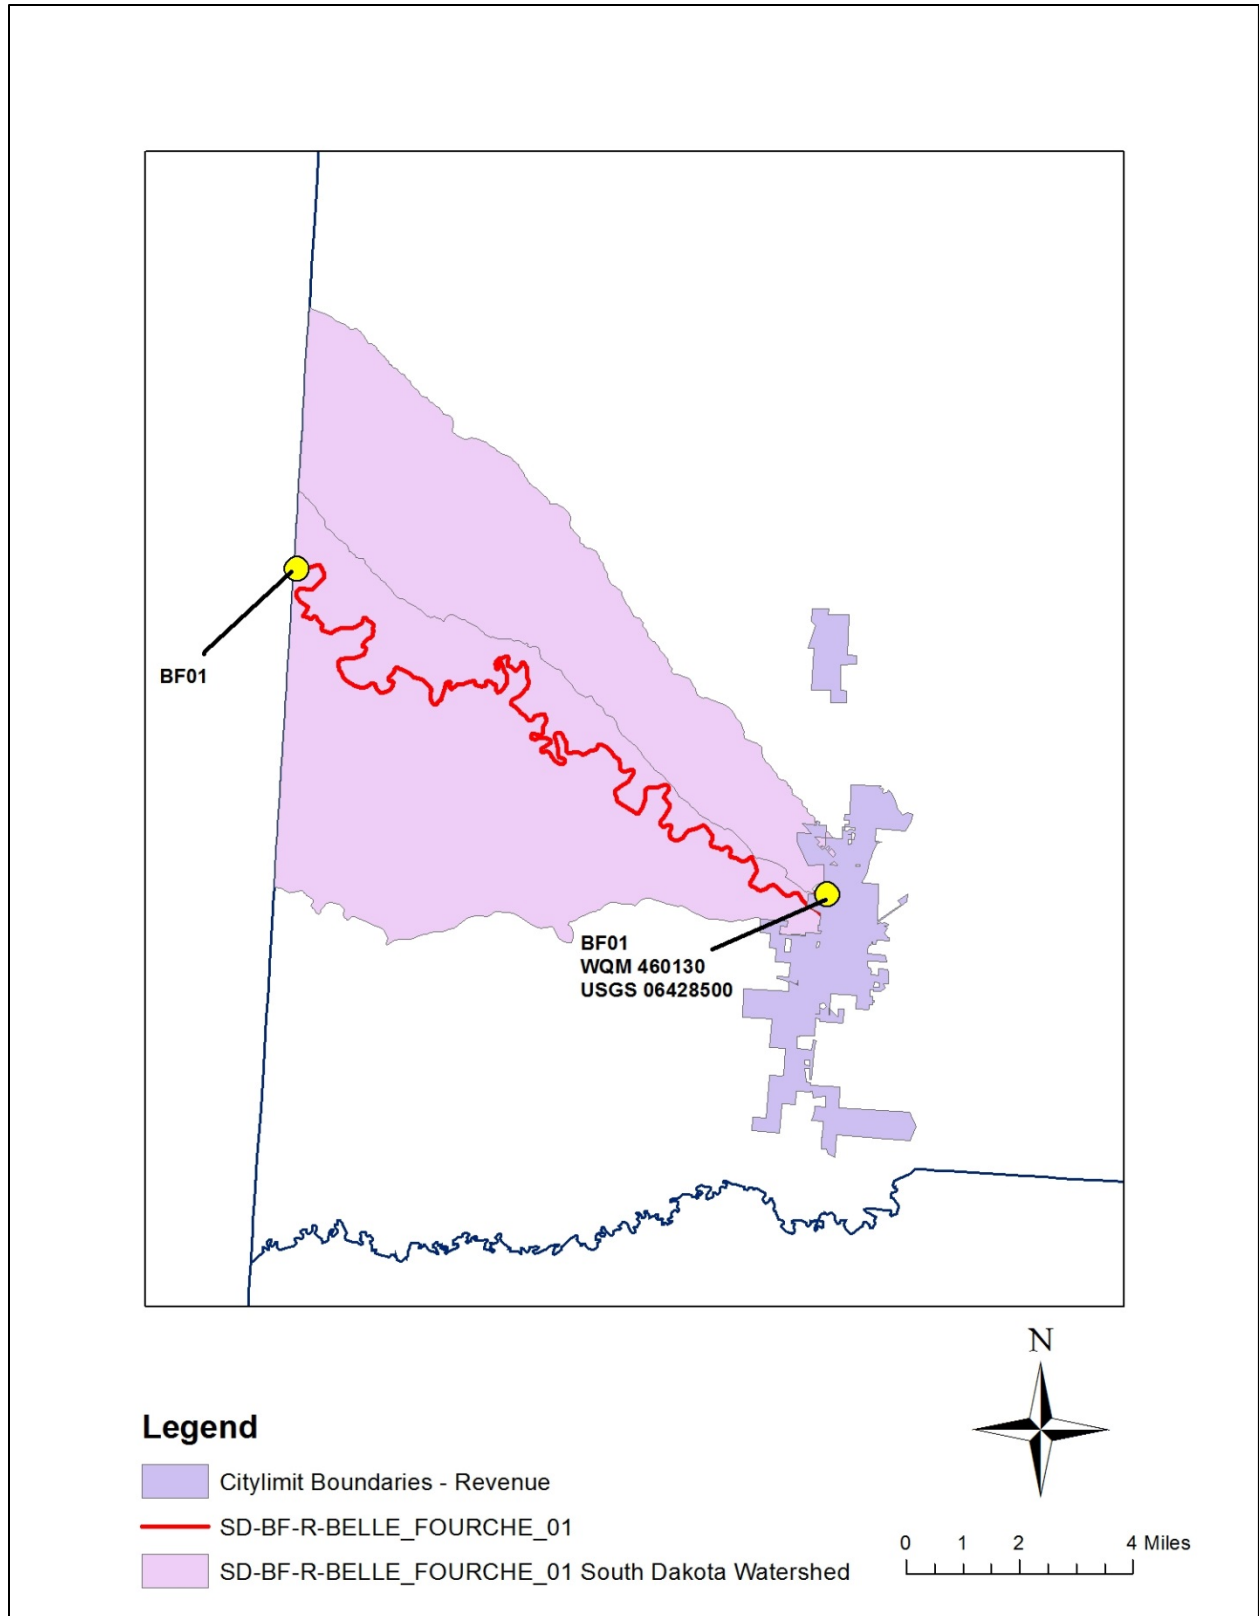 BF01
BF01
WQM 460130
USGS 06428500
N
Legend
Citylimit Boundaries - Revenue
SD-BF-R-BELLE_FOURCHE_01
SD-BF-R-BELLE_FOURCHE_01 South Dakota Watershed
0 1 2 4 Miles